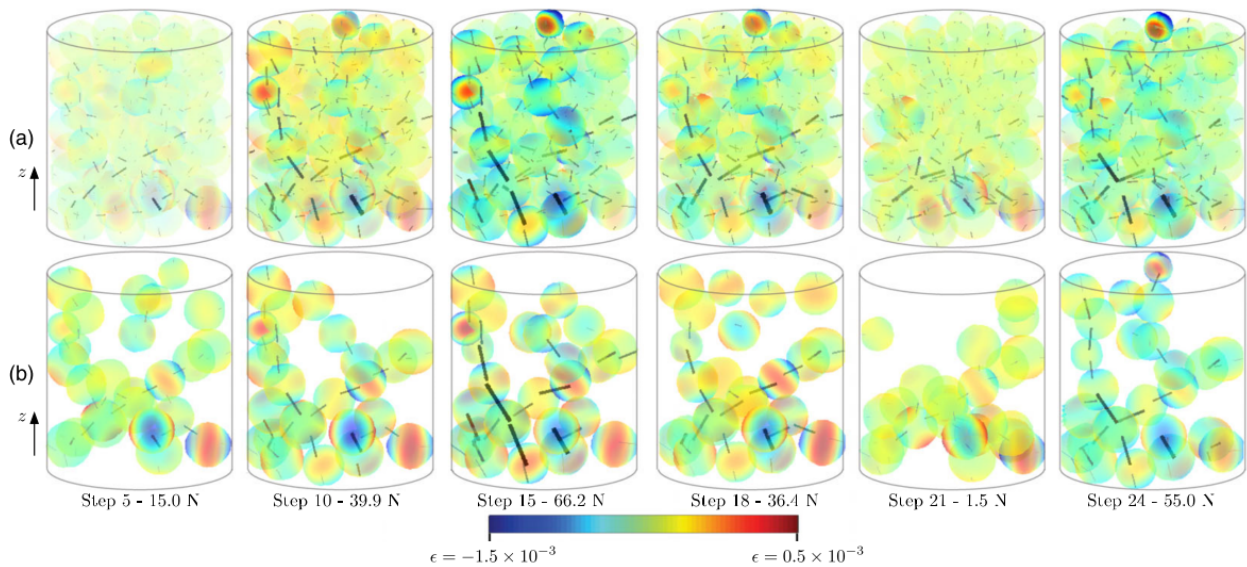 (a)
z
(b)
z
Step 5 - 15.0 N
Step 10 - 39.9 N
Step 15 - 66.2 N
Step 18 - 36.4 N
Step 21 - 1.5 N
Step 24 - 55.0 N
ϵ = −1.5 × 10⁻³
ϵ = 0.5 × 10⁻³